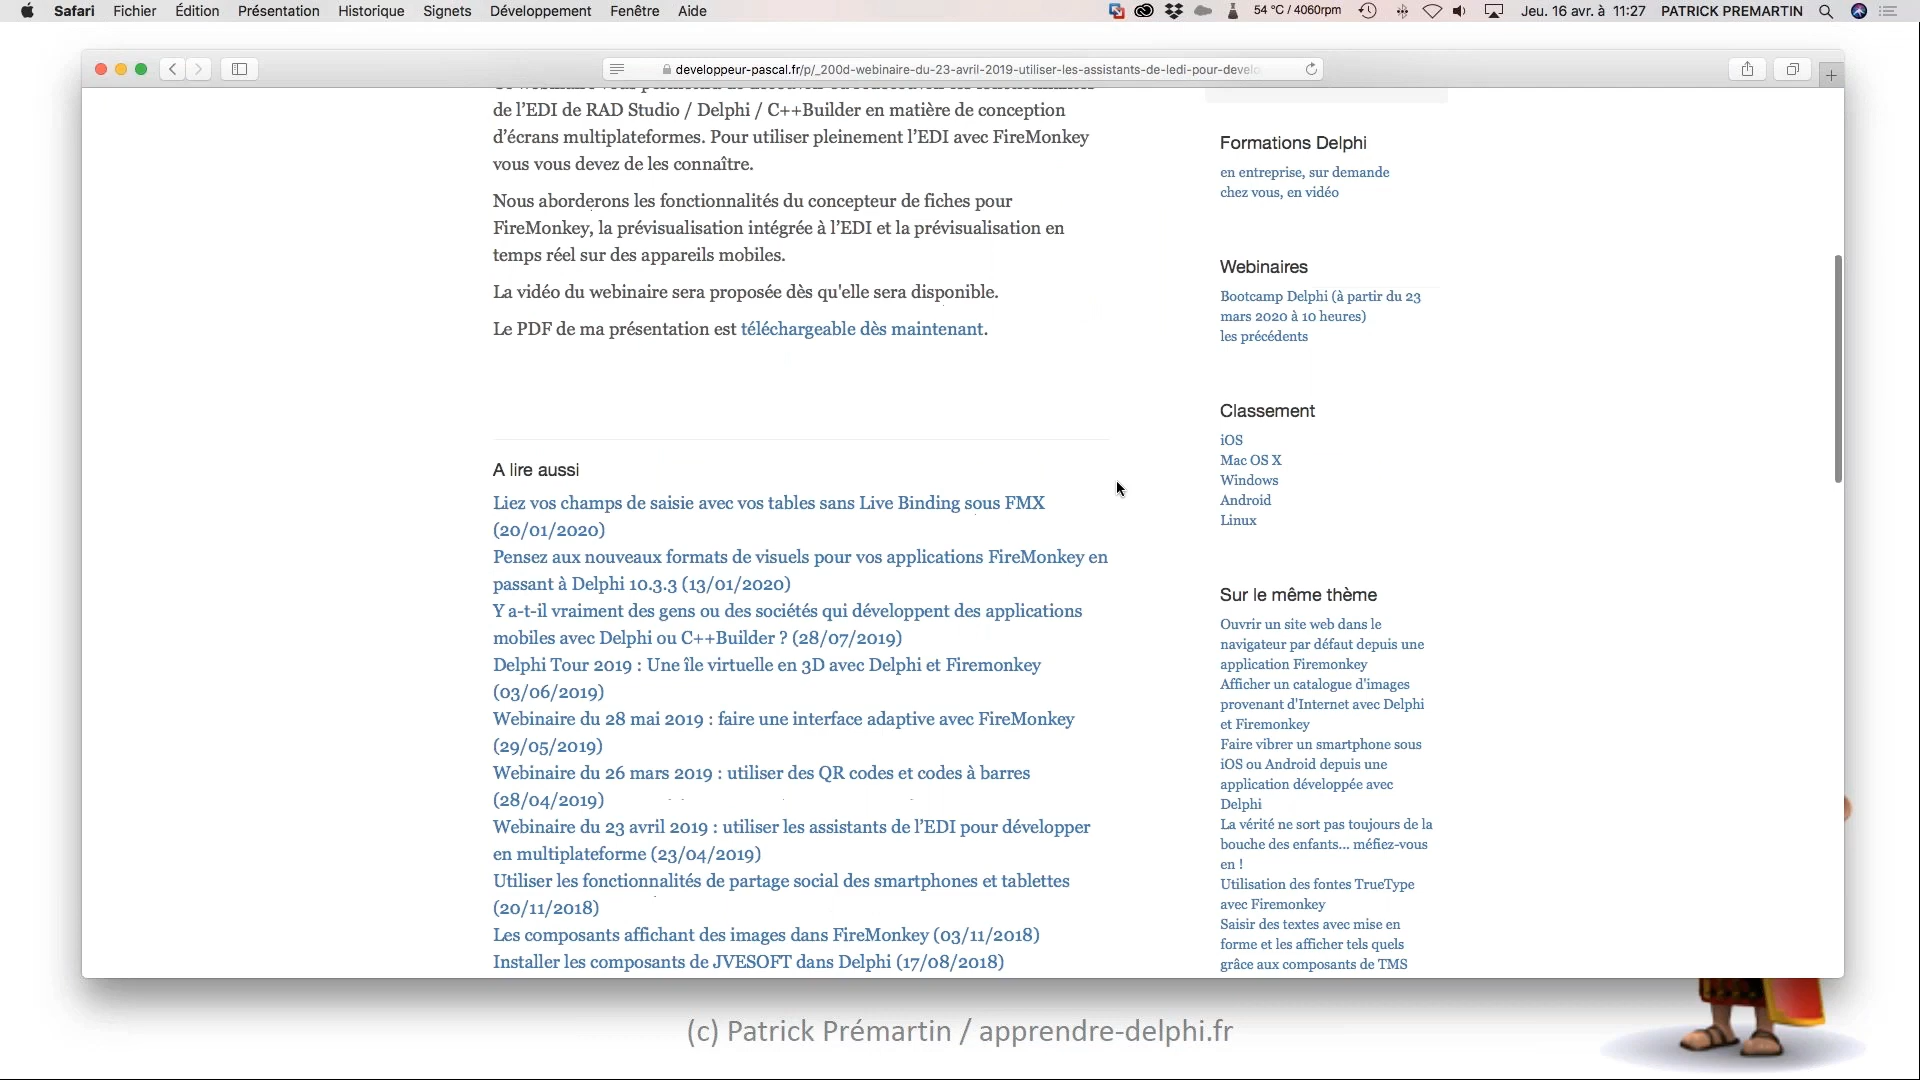 Safari Fichier Édition Présentation Historique Signets Développement Fenêtre Aide
54 °C / 4060rpm Jeu. 16 avr. à 11:27 PATRICK PREMARTIN
developpeur-pascal.fr/p/_200d-webinaire-du-23-avril-2019-utiliser-les-assistants-de-ledi-pour-develo
de l’EDI de RAD Studio / Delphi / C++Builder en matière de conception
d’écrans multiplateformes. Pour utiliser pleinement l’EDI avec FireMonkey
vous vous devez de les connaître.
Nous aborderons les fonctionnalités du concepteur de fiches pour
FireMonkey, la prévisualisation intégrée à l’EDI et la prévisualisation en
temps réel sur des appareils mobiles.
La vidéo du webinaire sera proposée dès qu'elle sera disponible.
Le PDF de ma présentation est téléchargeable dès maintenant.
A lire aussi
Liez vos champs de saisie avec vos tables sans Live Binding sous FMX
(20/01/2020)
Pensez aux nouveaux formats de visuels pour vos applications FireMonkey en
passant à Delphi 10.3.3 (13/01/2020)
Y a-t-il vraiment des gens ou des sociétés qui développent des applications
mobiles avec Delphi ou C++Builder ? (28/07/2019)
Delphi Tour 2019 : Une île virtuelle en 3D avec Delphi et Firemonkey
(03/06/2019)
Webinaire du 28 mai 2019 : faire une interface adaptive avec FireMonkey
(29/05/2019)
Webinaire du 26 mars 2019 : utiliser des QR codes et codes à barres
(28/04/2019)
Webinaire du 23 avril 2019 : utiliser les assistants de l’EDI pour développer
en multiplateforme (23/04/2019)
Utiliser les fonctionnalités de partage social des smartphones et tablettes
(20/11/2018)
Les composants affichant des images dans FireMonkey (03/11/2018)
Installer les composants de JVESOFT dans Delphi (17/08/2018)
Formations Delphi
en entreprise, sur demande
chez vous, en vidéo
Webinaires
Bootcamp Delphi (à partir du 23
mars 2020 à 10 heures)
les précédents
Classement
iOS
Mac OS X
Windows
Android
Linux
Sur le même thème
Ouvrir un site web dans le
navigateur par défaut depuis une
application Firemonkey
Afficher un catalogue d'images
provenant d'Internet avec Delphi
et Firemonkey
Faire vibrer un smartphone sous
iOS ou Android depuis une
application développée avec
Delphi
La vérité ne sort pas toujours de la
bouche des enfants... méfiez-vous
en !
Utilisation des fontes TrueType
avec Firemonkey
Saisir des textes avec mise en
forme et les afficher tels quels
grâce aux composants de TMS
(c) Patrick Prémartin / apprendre-delphi.fr